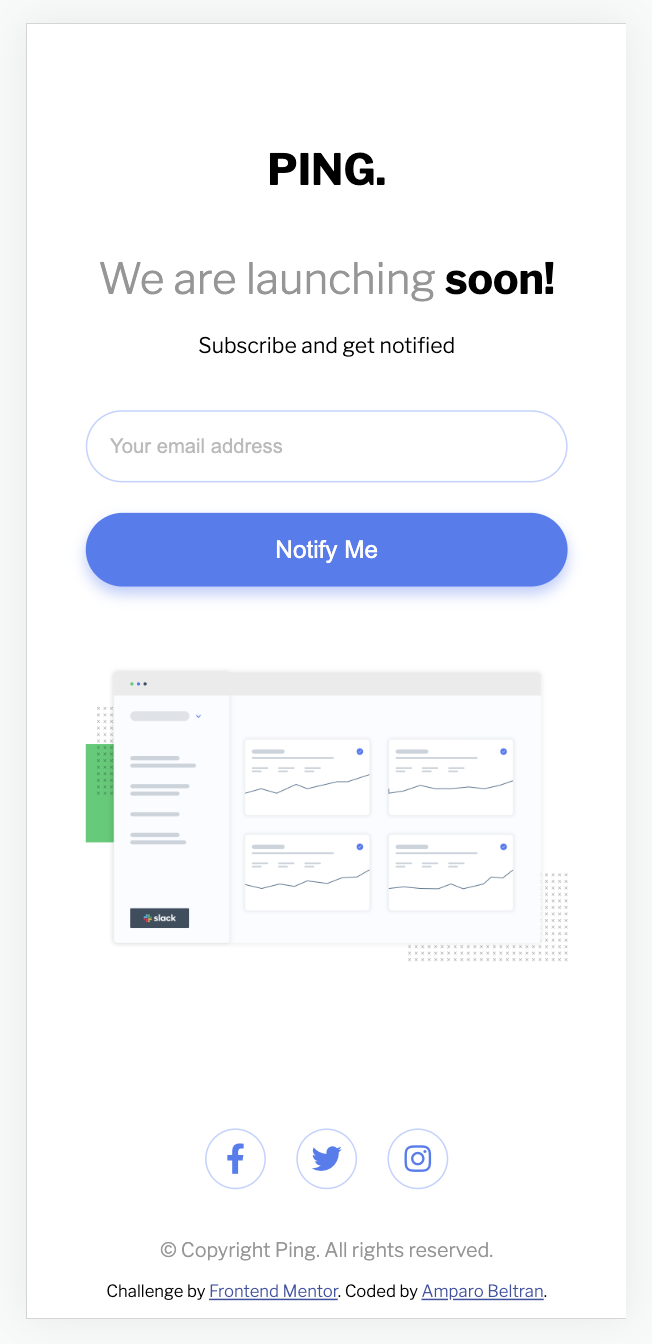 PING.
We are launching soon!
Subscribe and get notified
Your email address
Notify Me
slack
© Copyright Ping. All rights reserved.
Challenge by Frontend Mentor. Coded by Amparo Beltran.